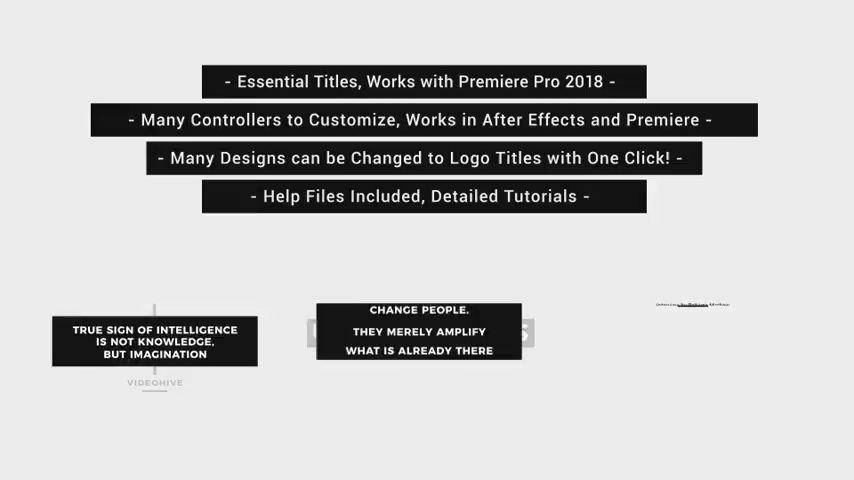 - Essential Titles, Works with Premiere Pro 2018 -
- Many Controllers to Customize, Works in After Effects and Premiere -
- Many Designs can be Changed to Logo Titles with One Click! -
- Help Files Included, Detailed Tutorials -
TRUE SIGN OF INTELLIGENCE
IS NOT KNOWLEDGE,
BUT IMAGINATION
VIDEOHIVE
CHANGE PEOPLE.
THEY MERELY AMPLIFY
WHAT IS ALREADY THERE